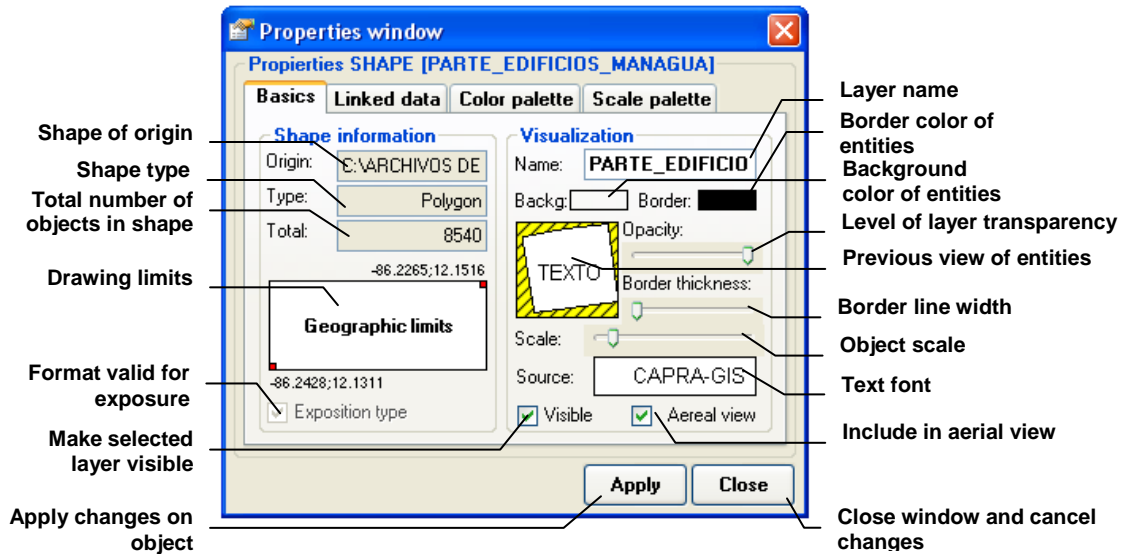 Properties window
Propierties SHAPE [PARTE_EDIFICIOS_MANAGUA]
Basics
Linked data
Color palette
Scale palette
Shape information
Origin:
C:\ARCHIVOS DE
Type:
Polygon
Total:
8540
-86.2265;12.1516
Geographic limits
-86.2428;12.1311
Exposition type
Visualization
Name:
PARTE_EDIFICIO
Backg:
Border:
TEXTO
Opacity:
Border thickness:
Scale:
Source:
CAPRA-GIS
Visible
Aereal view
Apply
Close
Shape of origin
Shape type
Total number of
objects in shape
Drawing limits
Format valid for
exposure
Make selected
layer visible
Apply changes on
object
Layer name
Border color of
entities
Background
color of entities
Level of layer transparency
Previous view of entities
Border line width
Object scale
Text font
Include in aerial view
Close window and cancel
changes